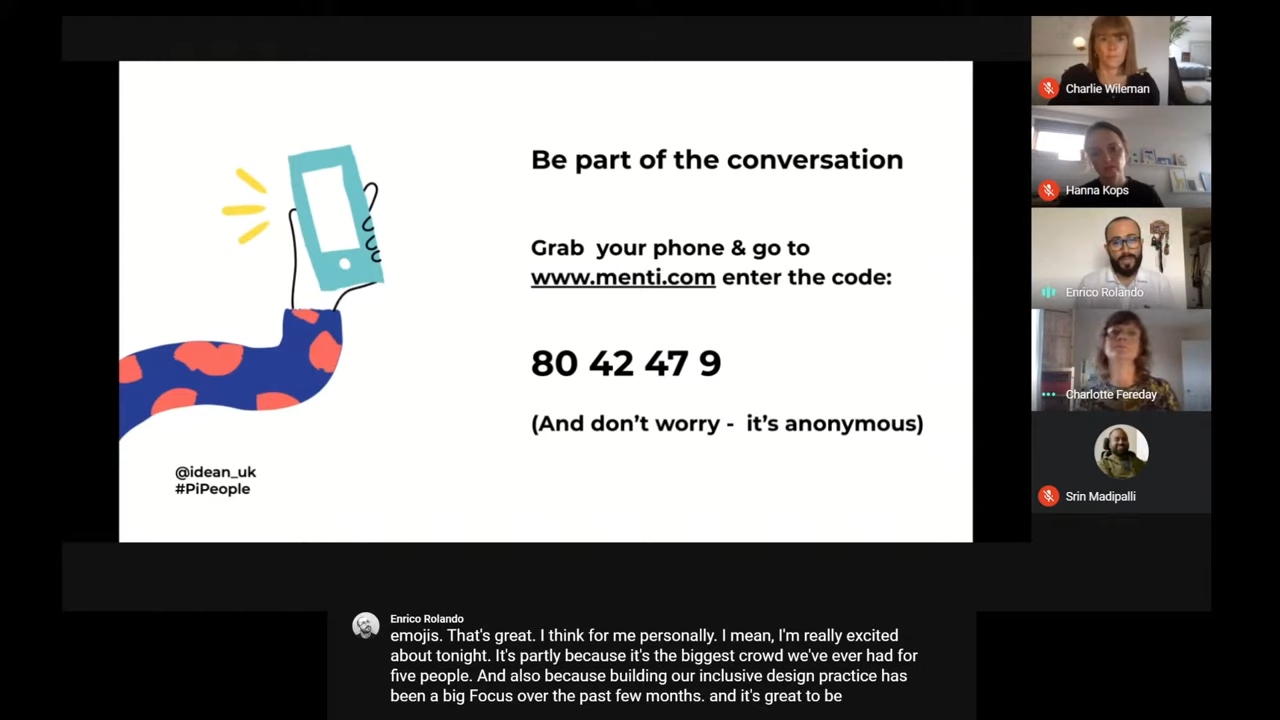 Be part of the conversation
Grab your phone & go to
www.menti.com enter the code:
80 42 47 9
(And don't worry - it's anonymous)
@idean_uk
#PiPeople
Charlie Wileman
Hanna Kops
Enrico Rolando
Charlotte Fereday
Srin Madipalli
Enrico Rolando
emojis. That's great. I think for me personally. I mean, I'm really excited
about tonight. It's partly because it's the biggest crowd we've ever had for
five people. And also because building our inclusive design practice has
been a big Focus over the past few months. and it's great to be